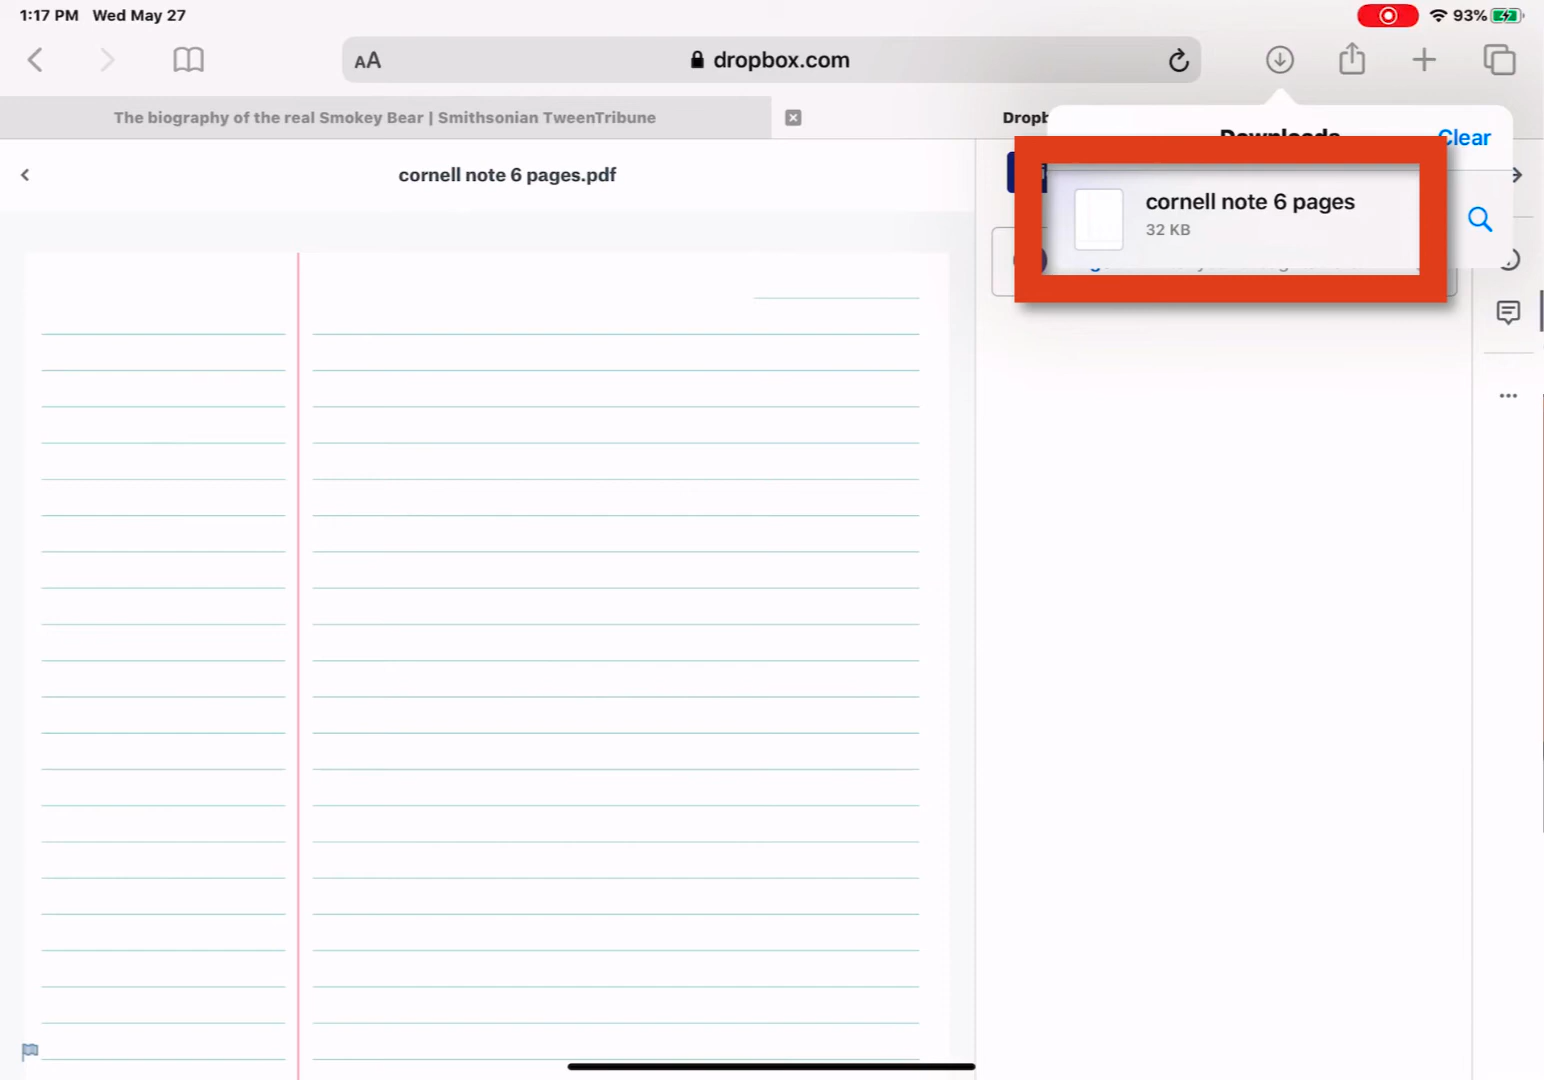 1:17 PM Wed May 27
93%
AA
dropbox.com
The biography of the real Smokey Bear | Smithsonian TweenTribune
Downloads
Clear
cornell note 6 pages.pdf
cornell note 6 pages
32 KB